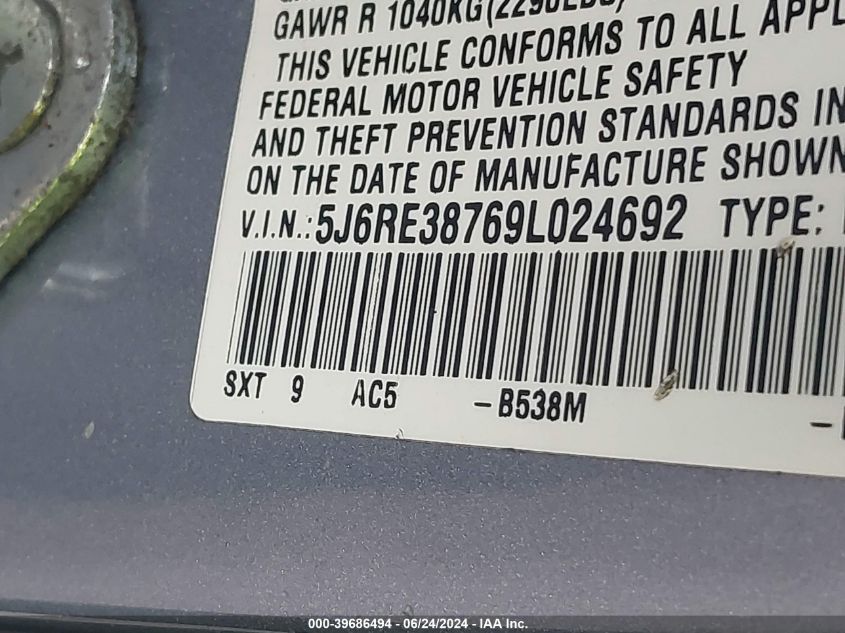 GAWR R 1040KG(2290LBS)
THIS VEHICLE CONFORMS TO ALL APPL
FEDERAL MOTOR VEHICLE SAFETY
AND THEFT PREVENTION STANDARDS IN
ON THE DATE OF MANUFACTURE SHOWN
V.I.N.: 5J6RE38769L024692 TYPE:
SXT 9 AC5 -B538M -
000-39686494 - 06/24/2024 - IAA Inc.